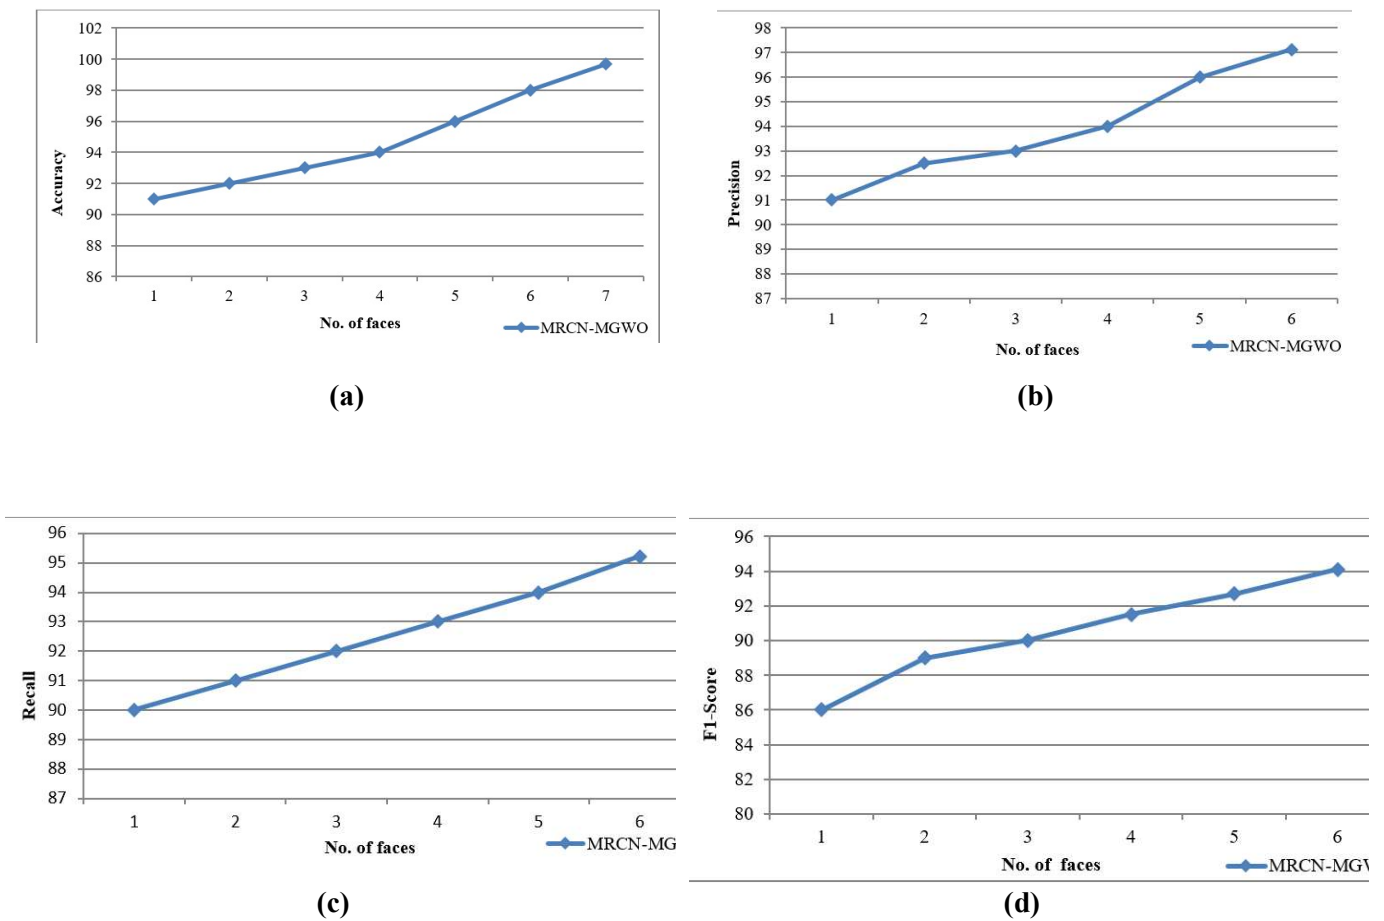 102
100
98
96
94
92
90
88
86
Accuracy
1 2 3 4 5 6 7
No. of faces
MRCN-MGWO
(a)
98
97
96
95
94
93
92
91
90
89
88
87
Precision
1 2 3 4 5 6
No. of faces
MRCN-MGWO
(b)
96
95
94
93
92
91
90
89
88
87
Recall
1 2 3 4 5 6
No. of faces
MRCN-MG
(c)
96
94
92
90
88
86
84
82
80
F1-Score
1 2 3 4 5 6
No. of faces
MRCN-MGV
(d)